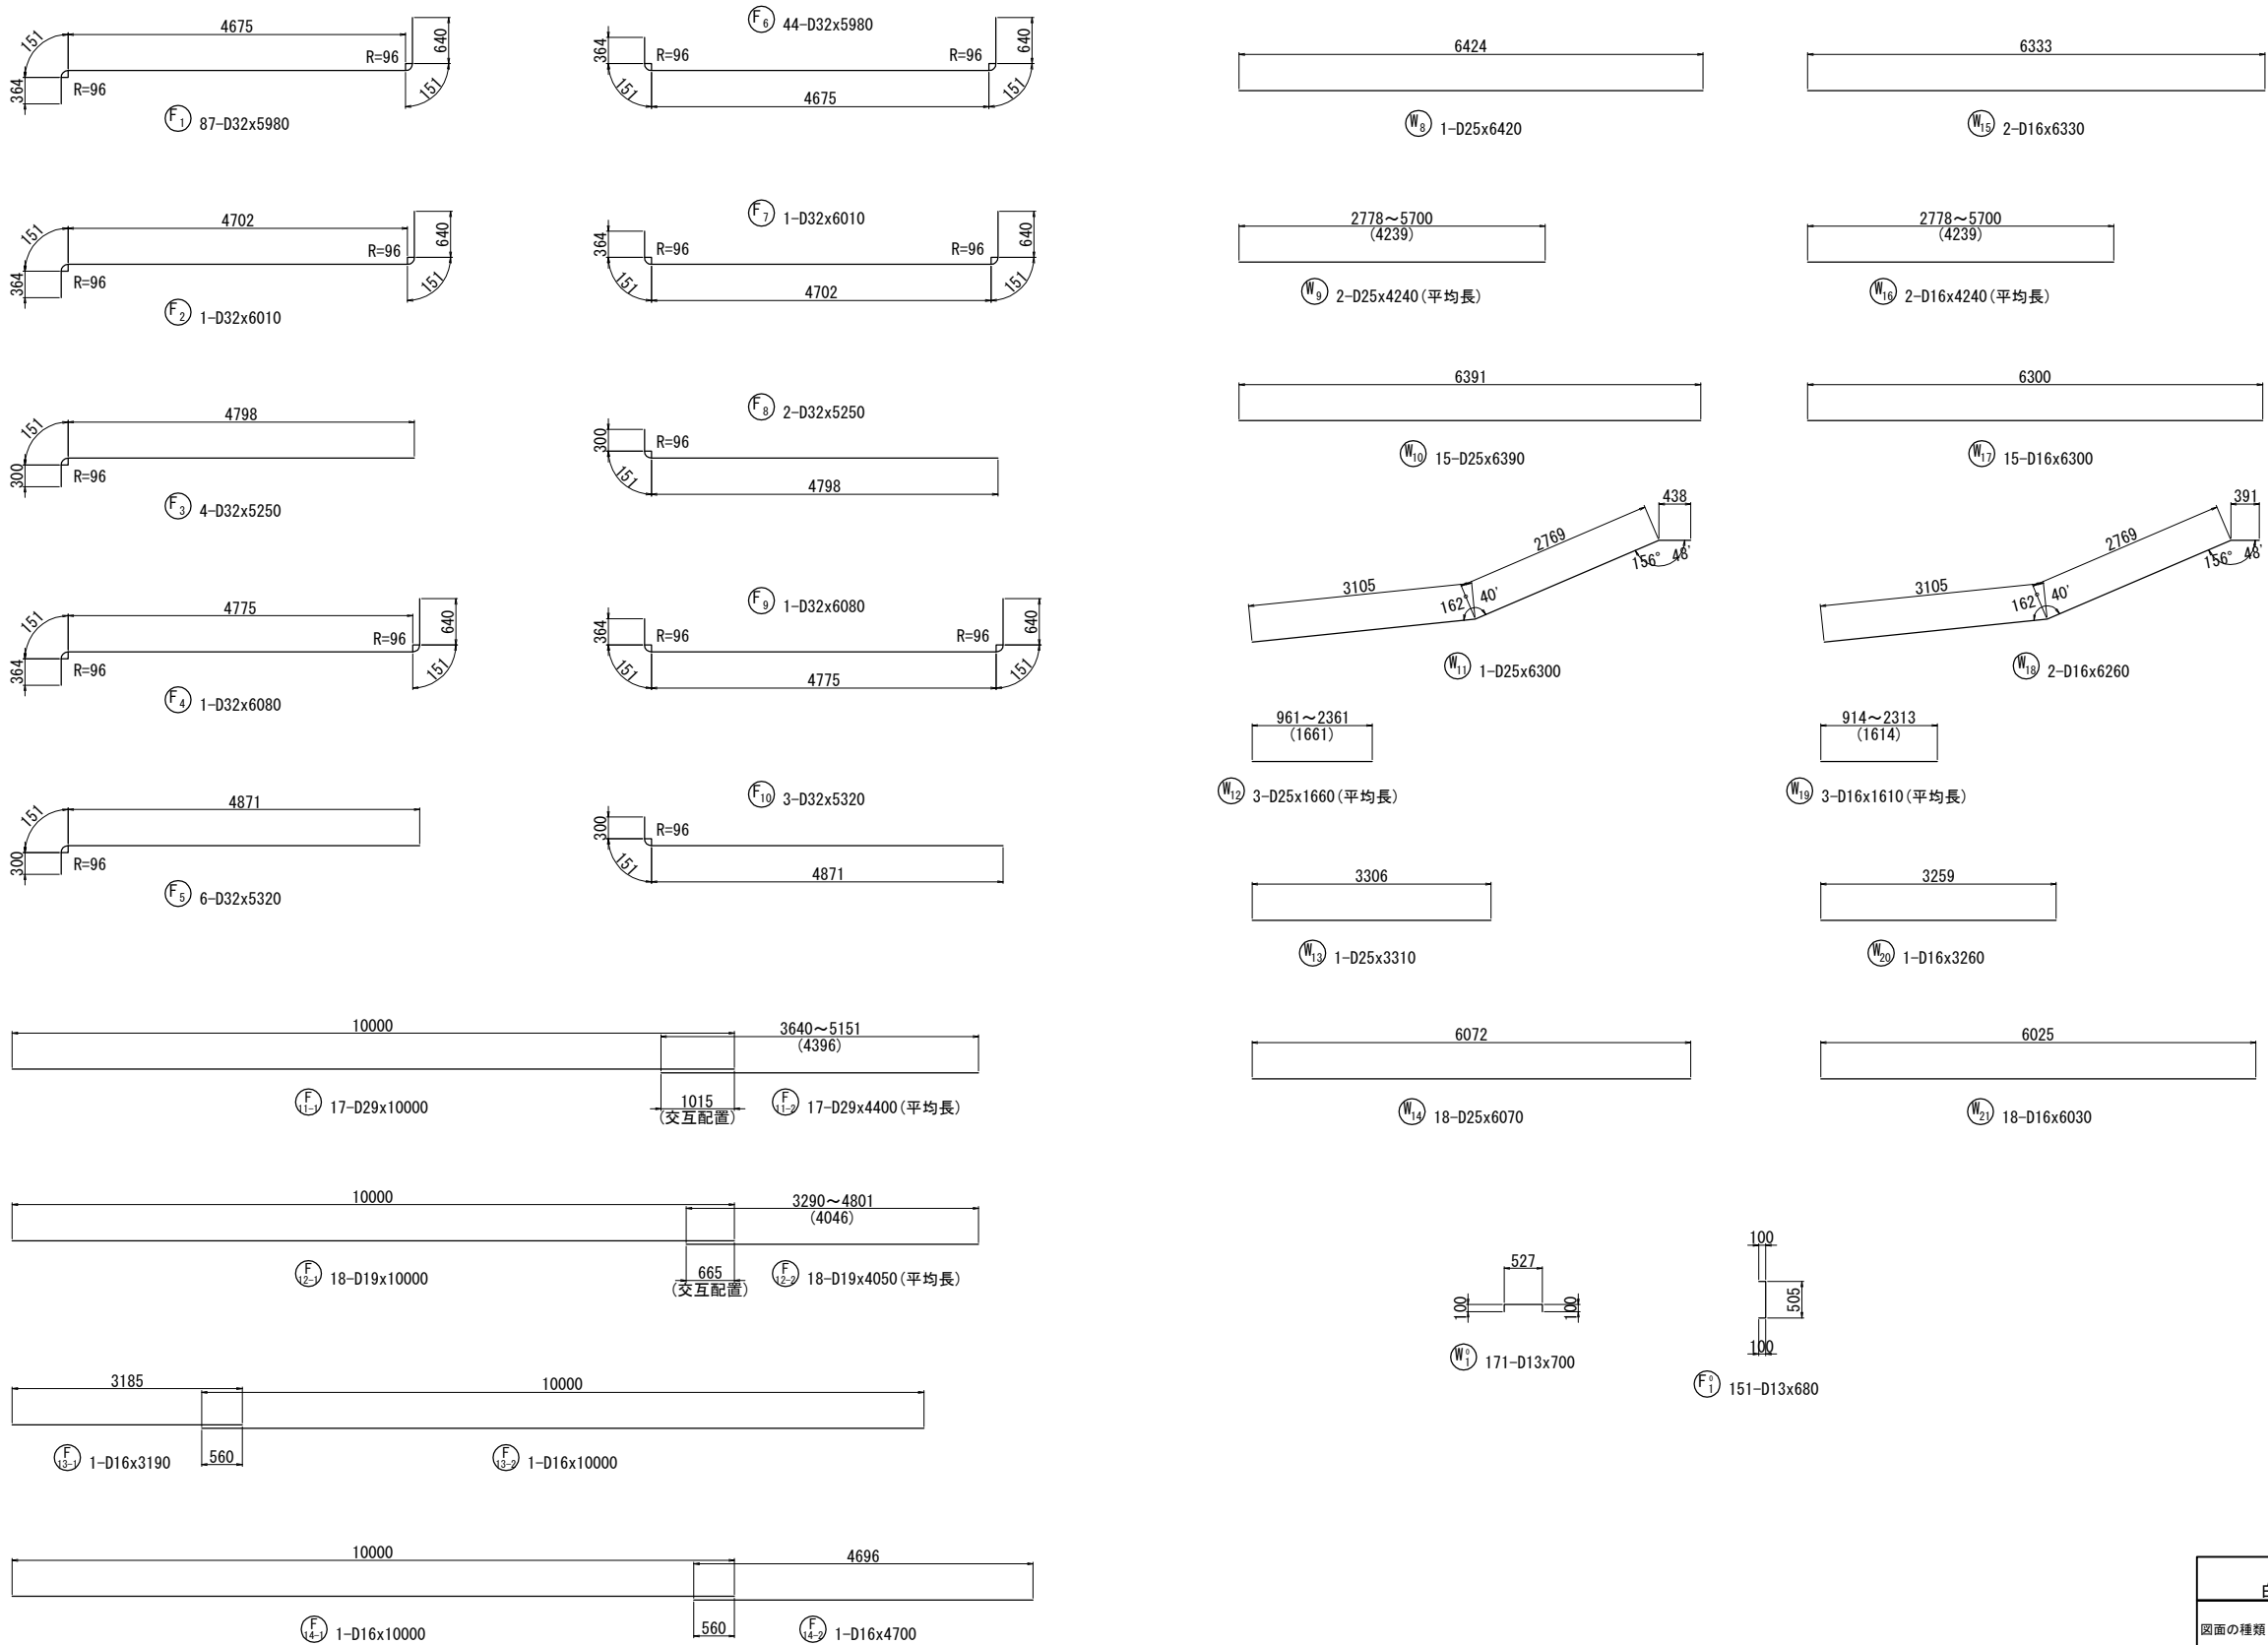 4675
151
364
R=96
R=96
640
151
F1 87-D32x5980
F6 44-D32x5980
364
R=96
R=96
640
151
4675
151
6424
W8 1-D25x6420
6333
W15 2-D16x6330
4702
151
364
R=96
R=96
640
151
F2 1-D32x6010
F7 1-D32x6010
364
R=96
R=96
640
151
4702
151
2778～5700
(4239)
W9 2-D25x4240(平均長)
2778～5700
(4239)
W16 2-D16x4240(平均長)
4798
151
300
R=96
F3 4-D32x5250
F8 2-D32x5250
300
R=96
151
4798
6391
W10 15-D25x6390
6300
W17 15-D16x6300
4775
151
364
R=96
R=96
640
151
F4 1-D32x6080
F9 1-D32x6080
364
R=96
R=96
640
151
4775
151
438
2769
156° 48'
3105
162° 40'
W11 1-D25x6300
391
2769
156° 48'
3105
162° 40'
W18 2-D16x6260
961～2361
(1661)
W12 3-D25x1660(平均長)
914～2313
(1614)
W19 3-D16x1610(平均長)
4871
151
300
R=96
F5 6-D32x5320
F10 3-D32x5320
300
R=96
151
4871
3306
W13 1-D25x3310
3259
W20 1-D16x3260
10000
3640～5151
(4396)
F11-1 17-D29x10000
1015
(交互配置)
F11-2 17-D29x4400(平均長)
6072
W14 18-D25x6070
6025
W21 18-D16x6030
10000
3290～4801
(4046)
F12-1 18-D19x10000
665
(交互配置)
F12-2 18-D19x4050(平均長)
527
100
100
W01 171-D13x700
100
505
100
F01 151-D13x680
3185
10000
F13-1 1-D16x3190
560
F13-2 1-D16x10000
10000
4696
F14-1 1-D16x10000
560
F14-2 1-D16x4700
図面の種類